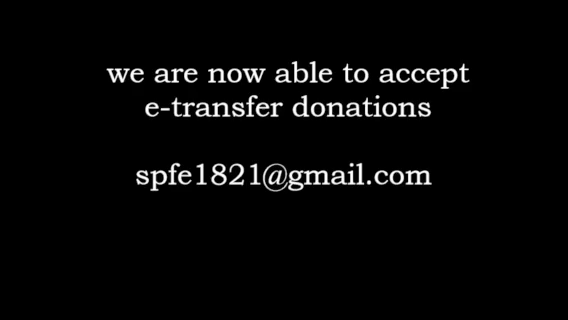 we are now able to accept
e-transfer donations
spfe1821@gmail.com